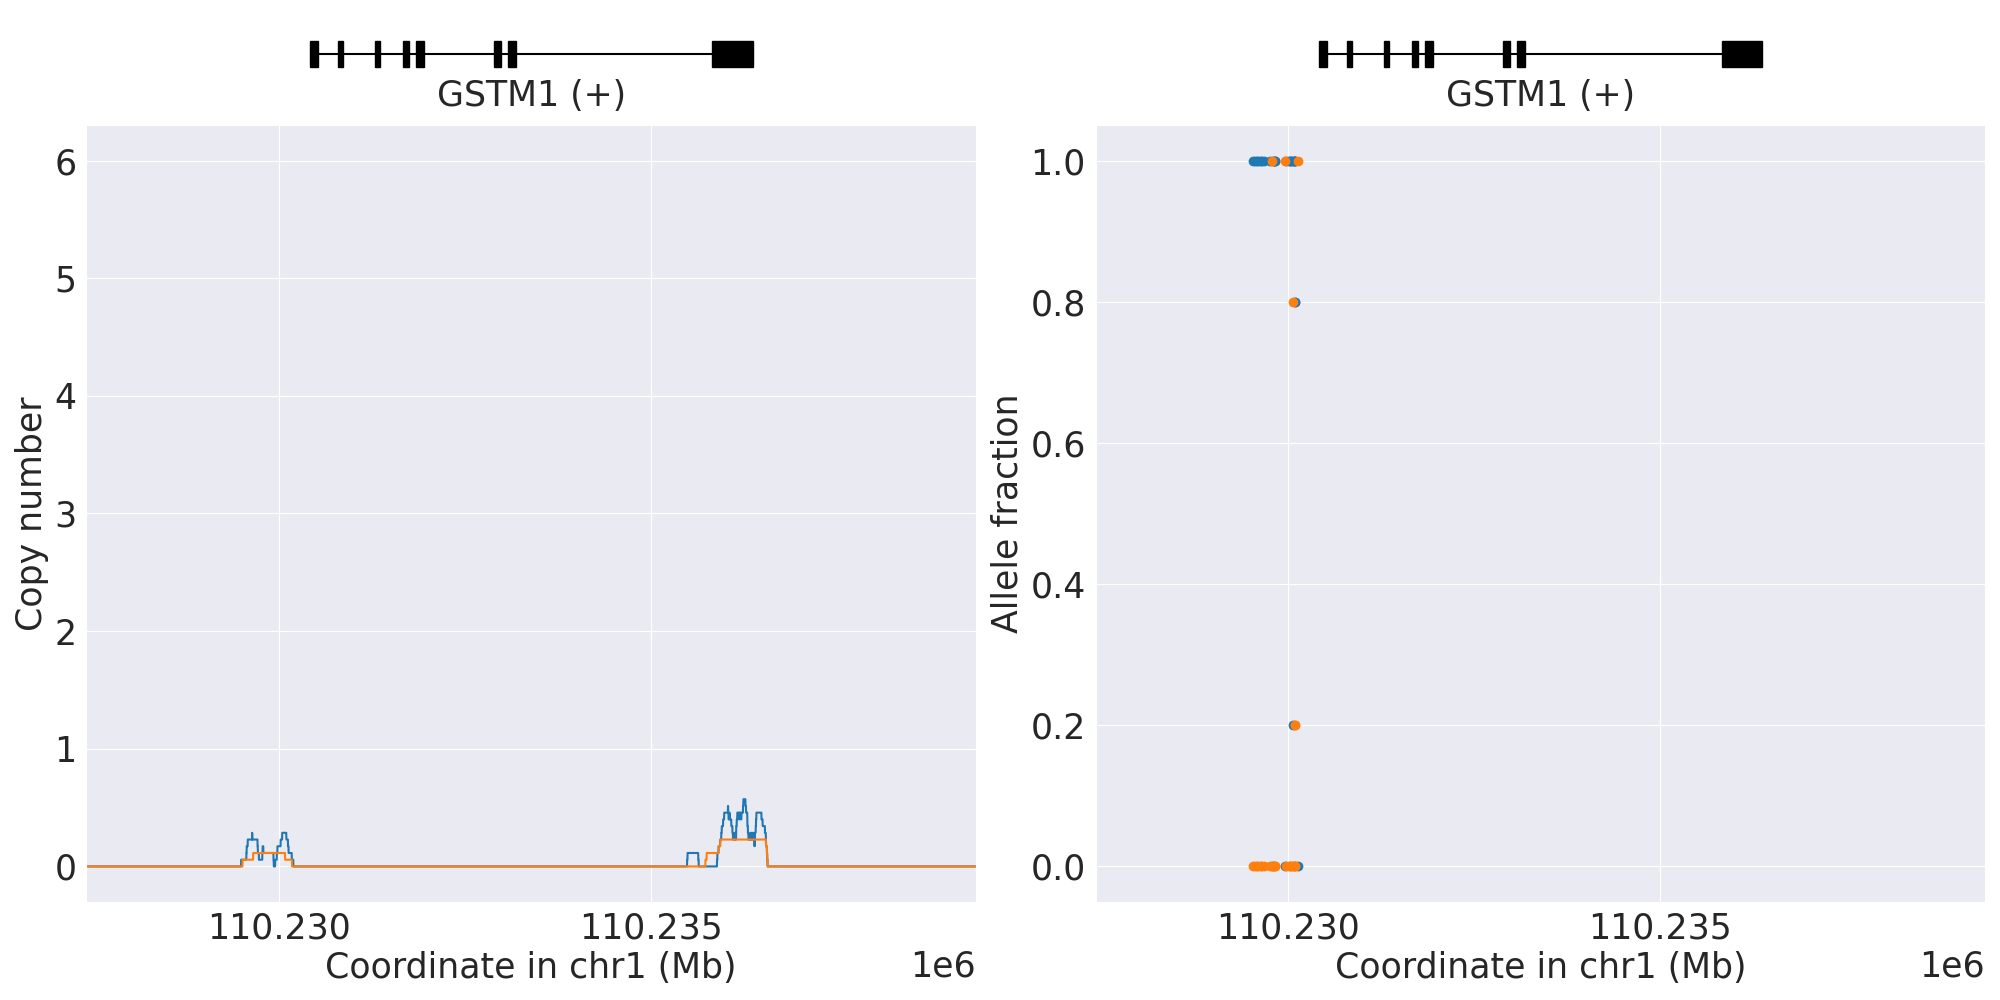 GSTM1 (+)
6
5
4
3
2
1
0
Copy number
110.230
110.235
Coordinate in chr1 (Mb)
1e6
GSTM1 (+)
1.0
0.8
0.6
0.4
0.2
0.0
Allele fraction
110.230
110.235
Coordinate in chr1 (Mb)
1e6